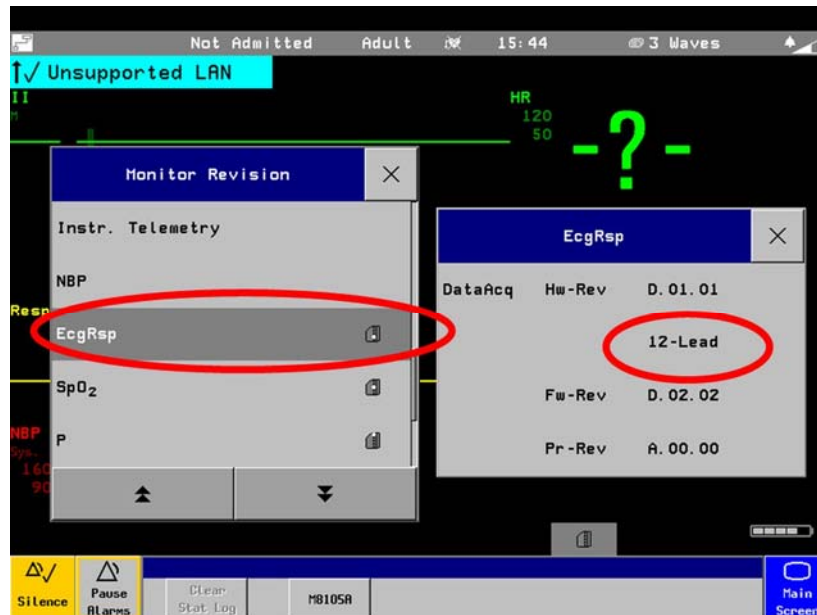 Not Admitted Adult 15:44 3 Waves
Unsupported LAN
II
M
HR
120
50
-?-
Monitor Revision
Instr. Telemetry
NBP
EcgRsp
SpO₂
P
EcgRsp
DataAcq Hw-Rev D.01.01
12-Lead
Fw-Rev D.02.02
Pr-Rev A.00.00
Resp
NBP
Sys.
160
90
Silence
Pause
Alarms
Clear
Stat Log
M8105A
Main
Screen